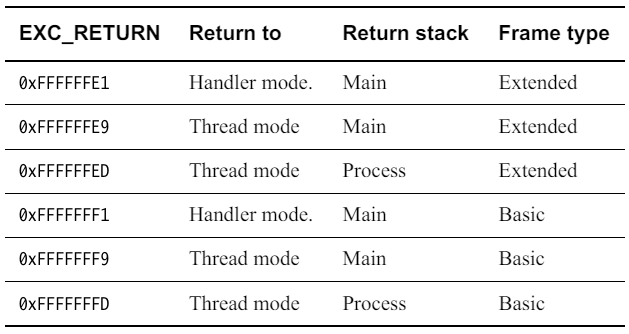 EXC_RETURN Return to Return stack Frame type
0xFFFFFFE1 Handler mode. Main Extended
0xFFFFFFE9 Thread mode Main Extended
0xFFFFFFED Thread mode Process Extended
0xFFFFFFF1 Handler mode. Main Basic
0xFFFFFFF9 Thread mode Main Basic
0xFFFFFFFD Thread mode Process Basic